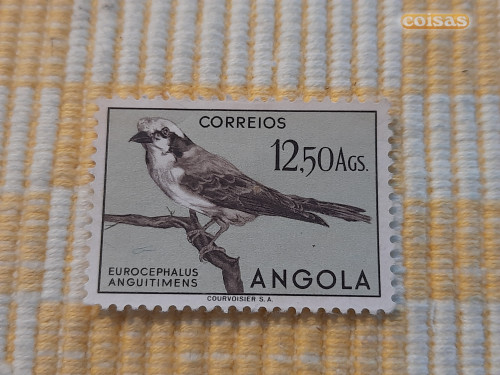 coisas
CORREIOS
12,50 AGS.
EUROCEPHALUS
ANGUITIMENS
ANGOLA
COURVOISIER S.A.